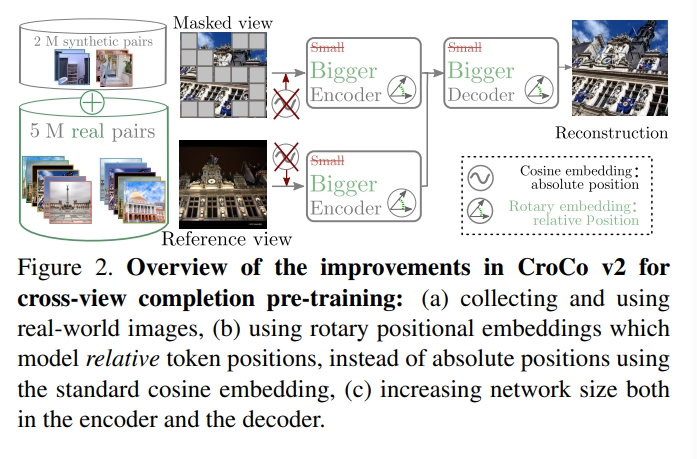 2 M synthetic pairs
5 M real pairs
Masked view
Reference view
Small
Bigger
Encoder
Small
Bigger
Encoder
Small
Bigger
Decoder
Reconstruction
Cosine embedding:
absolute position
Rotary embedding:
relative Position
Figure 2. Overview of the improvements in CroCo v2 for
cross-view completion pre-training: (a) collecting and using
real-world images, (b) using rotary positional embeddings which
model relative token positions, instead of absolute positions using
the standard cosine embedding, (c) increasing network size both
in the encoder and the decoder.